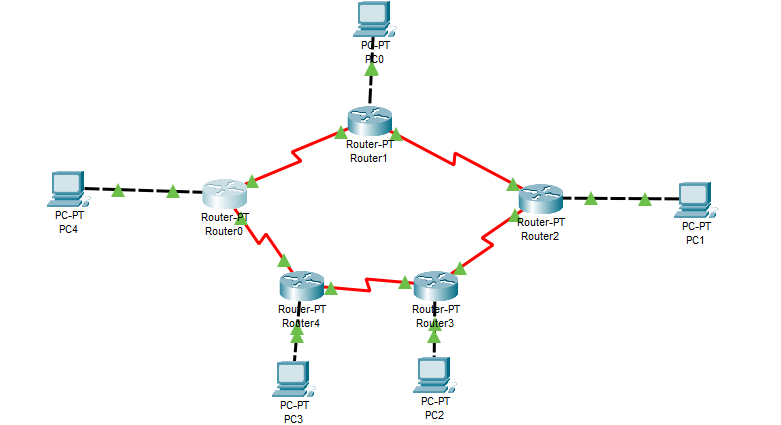 PC-PT
PC0
Router-PT
Router1
PC-PT
PC4
Router-PT
Router0
Router-PT
Router2
PC-PT
PC1
Router-PT
Router4
Router-PT
Router3
PC-PT
PC3
PC-PT
PC2